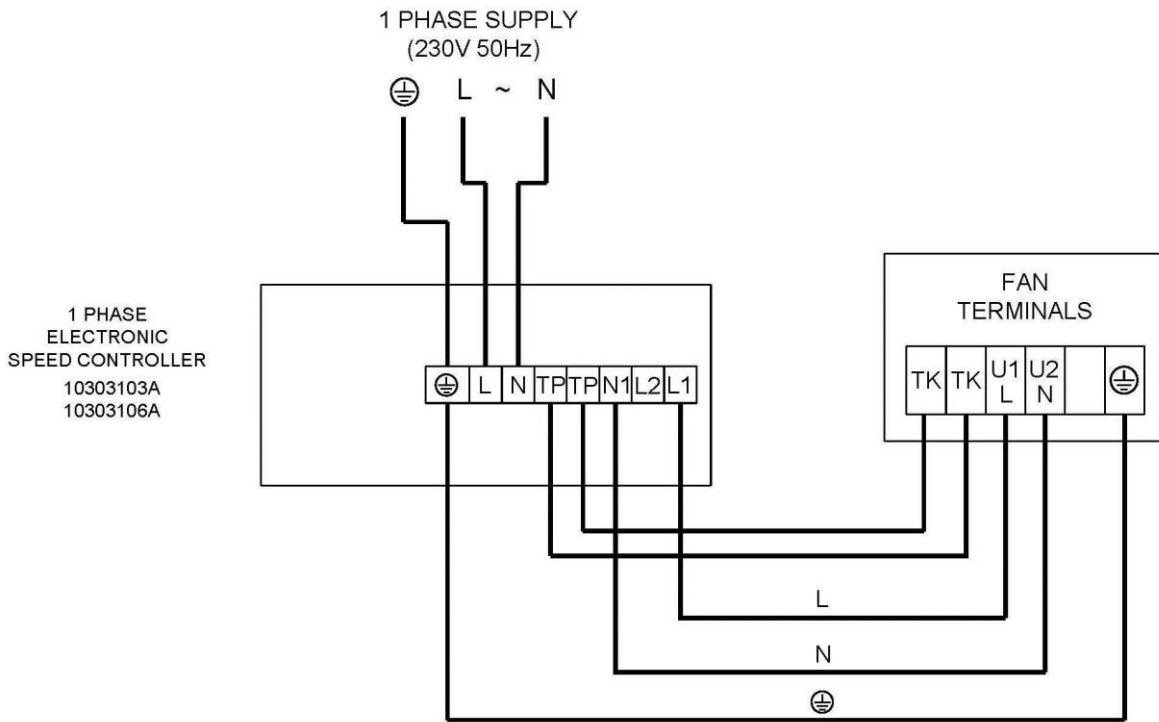 1 PHASE SUPPLY
(230V 50Hz)
L ~ N
1 PHASE
ELECTRONIC
SPEED CONTROLLER
10303103A
10303106A
L N TP TP N1 L2 L1
FAN
TERMINALS
TK TK U1 U2
L N
L
N